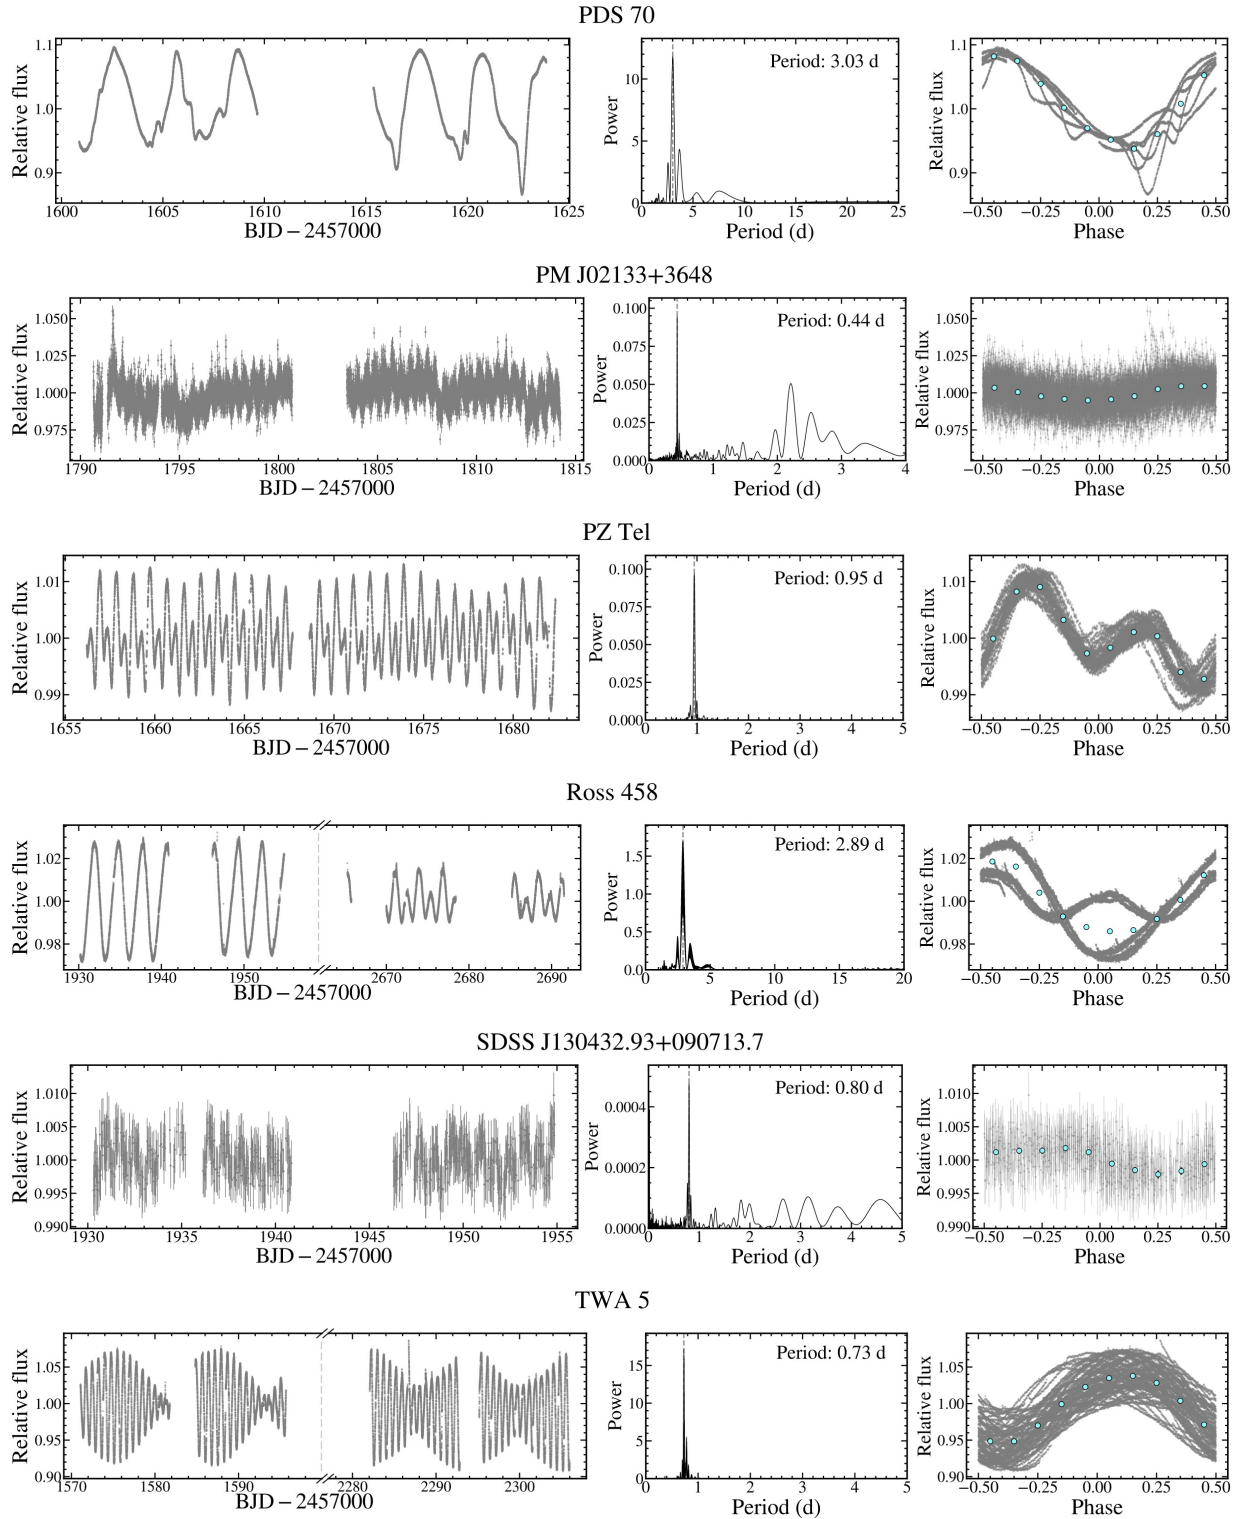 PDS 70
Relative flux
1.1
1.0
0.9
1600 1605 1610 1615 1620 1625
BJD − 2457000
Power
10
5
0
Period: 3.03 d
0 5 10 15 20 25
Period (d)
Relative flux
1.1
1.0
0.9
−0.50 −0.25 0.00 0.25 0.50
Phase
PM J02133+3648
Relative flux
1.050
1.025
1.000
0.975
1790 1795 1800 1805 1810 1815
BJD − 2457000
Power
0.100
0.075
0.050
0.025
0.000
Period: 0.44 d
0 1 2 3 4
Period (d)
Relative flux
1.050
1.025
1.000
0.975
−0.50 −0.25 0.00 0.25 0.50
Phase
PZ Tel
Relative flux
1.01
1.00
0.99
1655 1660 1665 1670 1675 1680
BJD − 2457000
Power
0.100
0.075
0.050
0.025
0.000
Period: 0.95 d
0 1 2 3 4 5
Period (d)
Relative flux
1.01
1.00
0.99
−0.50 −0.25 0.00 0.25 0.50
Phase
Ross 458
Relative flux
1.02
1.00
0.98
1930 1940 1950 2670 2680 2690
BJD − 2457000
Power
1.5
1.0
0.5
0.0
Period: 2.89 d
0 5 10 15 20
Period (d)
Relative flux
1.02
1.00
0.98
−0.50 −0.25 0.00 0.25 0.50
Phase
SDSS J130432.93+090713.7
Relative flux
1.010
1.005
1.000
0.995
0.990
1930 1935 1940 1945 1950 1955
BJD − 2457000
Power
0.0004
0.0002
0.0000
Period: 0.80 d
0 1 2 3 4 5
Period (d)
Relative flux
1.010
1.005
1.000
0.995
0.990
−0.50 −0.25 0.00 0.25 0.50
Phase
TWA 5
Relative flux
1.05
1.00
0.95
0.90
1570 1580 1590 2280 2290 2300
BJD − 2457000
Power
15
10
5
0
Period: 0.73 d
0 1 2 3 4 5
Period (d)
Relative flux
1.05
1.00
0.95
0.90
−0.50 −0.25 0.00 0.25 0.50
Phase